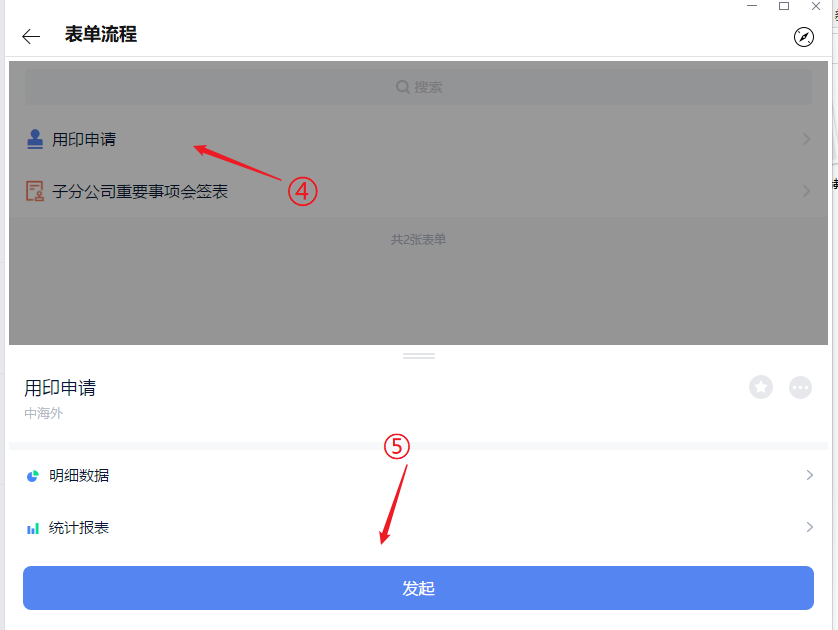 表单流程
搜索
用印申请
④
子分公司重要事项会签表
共2张表单
用印申请
中海外
⑤
明细数据
统计报表
发起